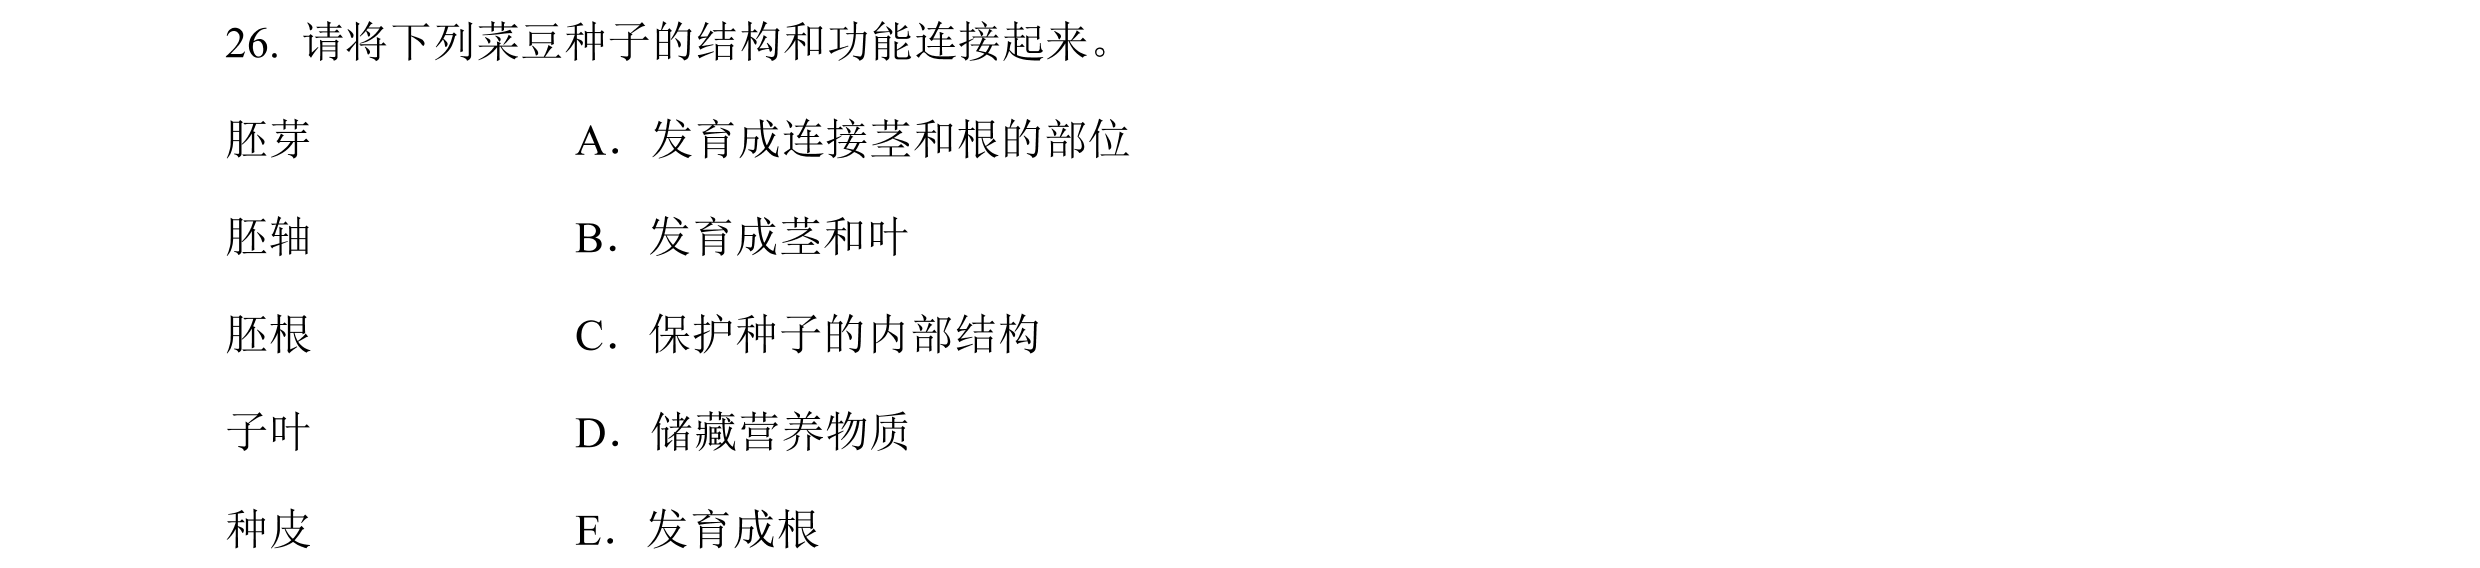 26. 请将下列菜豆种子的结构和功能连接起来。
胚芽 A．发育成连接茎和根的部位
胚轴 B．发育成茎和叶
胚根 C．保护种子的内部结构
子叶 D．储藏营养物质
种皮 E．发育成根